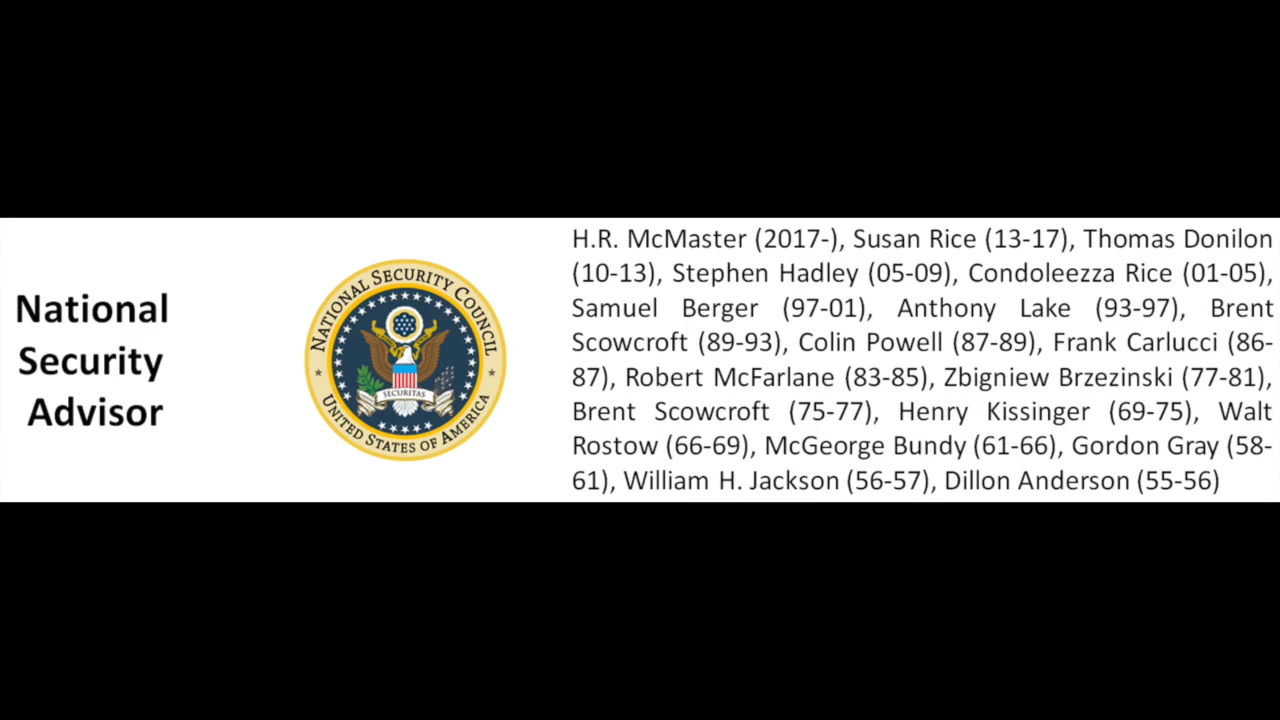 National
Security
Advisor
NATIONAL SECURITY COUNCIL
SECURITAS
UNITED STATES OF AMERICA
H.R. McMaster (2017-), Susan Rice (13-17), Thomas Donilon
(10-13), Stephen Hadley (05-09), Condoleezza Rice (01-05),
Samuel Berger (97-01), Anthony Lake (93-97), Brent
Scowcroft (89-93), Colin Powell (87-89), Frank Carlucci (86-
87), Robert McFarlane (83-85), Zbigniew Brzezinski (77-81),
Brent Scowcroft (75-77), Henry Kissinger (69-75), Walt
Rostow (66-69), McGeorge Bundy (61-66), Gordon Gray (58-
61), William H. Jackson (56-57), Dillon Anderson (55-56)